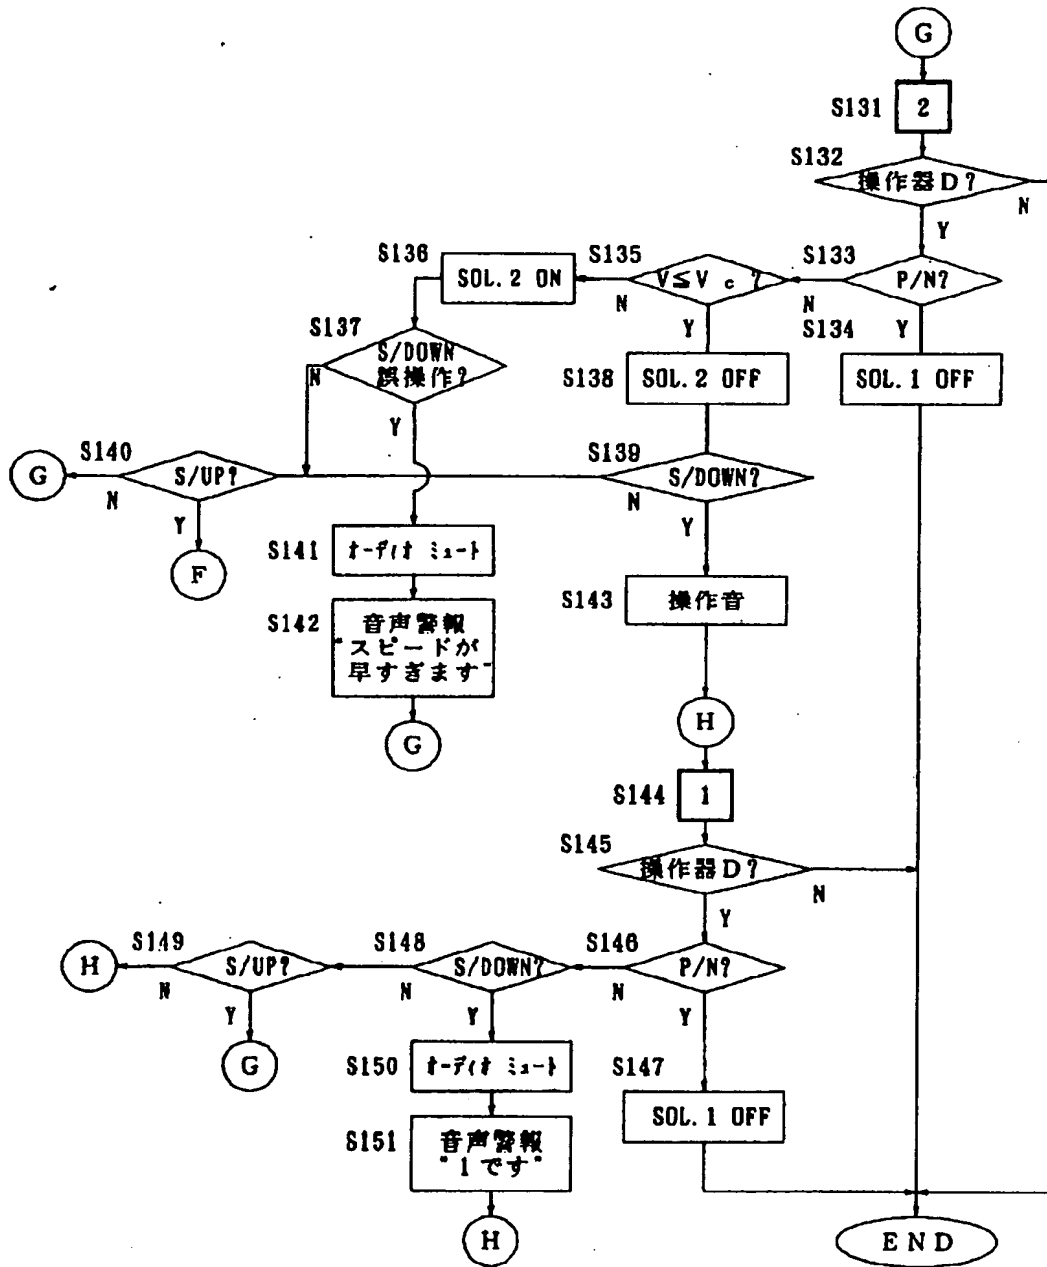 G
S131
2
S132
操作器D?
N
Y
S136
SOL.2 ON
S135
V≦Vc?
N
Y
S133
P/N?
N
Y
S134
SOL.1 OFF
S137
S/DOWN
誤操作?
N
Y
S138
SOL.2 OFF
S139
S/DOWN?
N
Y
S140
S/UP?
G
N
Y
F
S141
オーディオ ミュート
S142
音声警報
"スピードが
早すぎます"
G
S143
操作音
H
S144
1
S145
操作器D?
N
Y
S146
P/N?
N
Y
S148
S/DOWN?
N
Y
S149
S/UP?
H
N
Y
G
S150
オーディオ ミュート
S147
SOL.1 OFF
S151
音声警報
"1です"
H
END